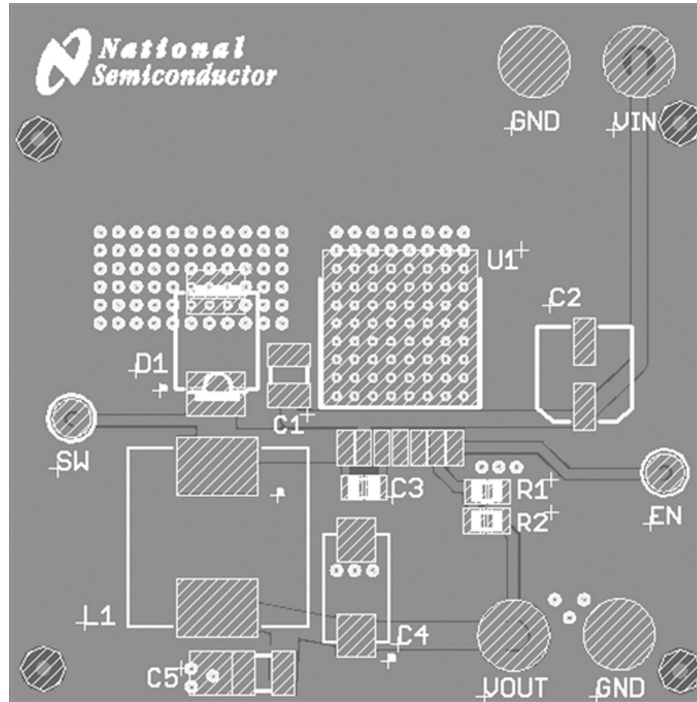 National
Semiconductor
GND
VIN
U1
C2
D1
C1
SW
C3
R1
EN
R2
L1
C4
C5
VOUT
GND